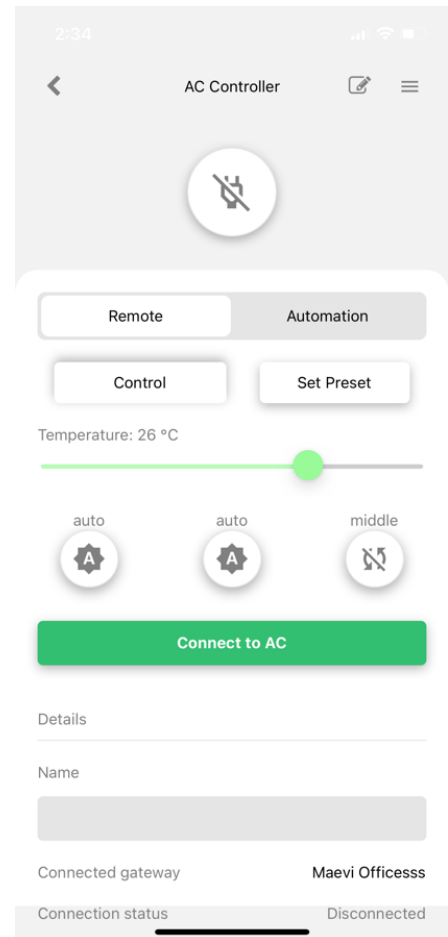 2:34
AC Controller
Remote Automation
Control Set Preset
Temperature: 26 °C
auto auto middle
A A
Connect to AC
Details
Name
Connected gateway Maevi Officesss
Connection status Disconnected